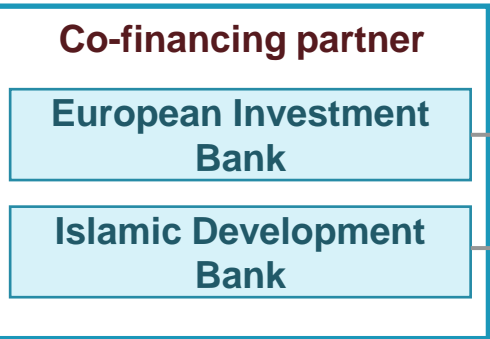 Co-financing partner
European Investment
Bank
Islamic Development
Bank